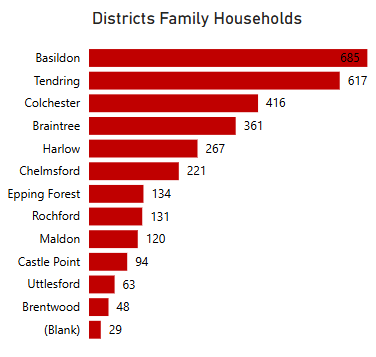 Districts Family Households
Basildon 685
Tendring 617
Colchester 416
Braintree 361
Harlow 267
Chelmsford 221
Epping Forest 134
Rochford 131
Maldon 120
Castle Point 94
Uttlesford 63
Brentwood 48
(Blank) 29